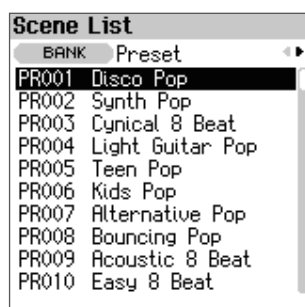 Scene List
BANK Preset
PR001 Disco Pop
PR002 Synth Pop
PR003 Cynical 8 Beat
PR004 Light Guitar Pop
PR005 Teen Pop
PR006 Kids Pop
PR007 Alternative Pop
PR008 Bouncing Pop
PR009 Acoustic 8 Beat
PR010 Easy 8 Beat